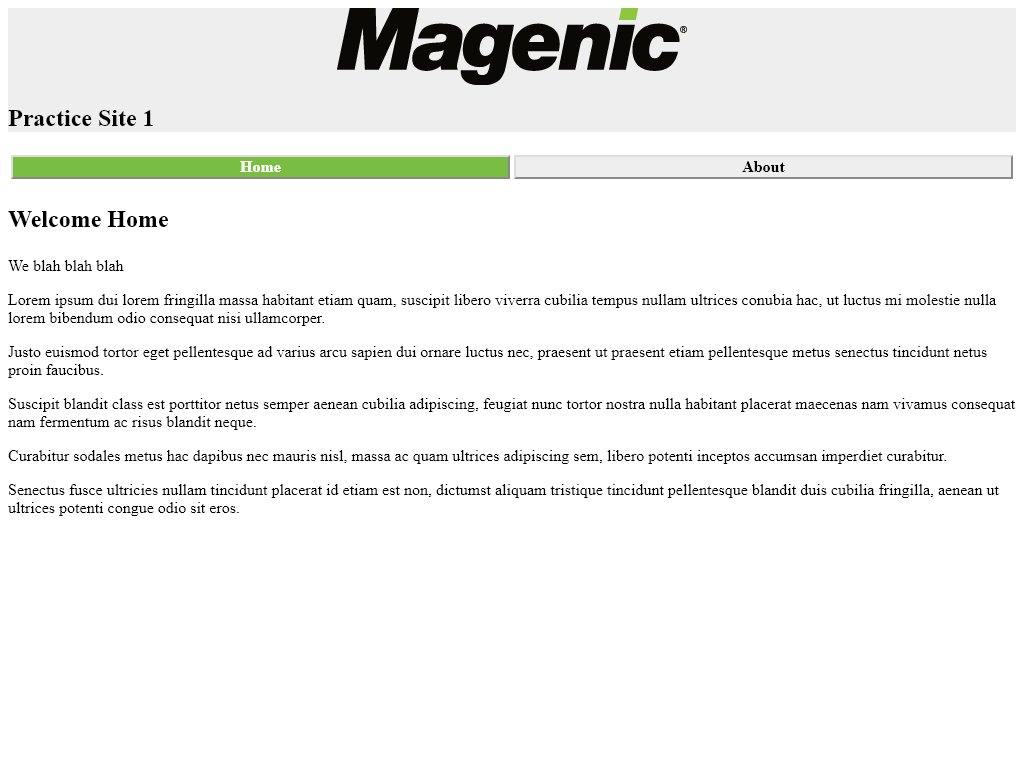 Magenic®
Practice Site 1
Home
About
Welcome Home
We blah blah blah
Lorem ipsum dui lorem fringilla massa habitant etiam quam, suscipit libero viverra cubilia tempus nullam ultrices conubia hac, ut luctus mi molestie nulla
lorem bibendum odio consequat nisi ullamcorper.
Justo euismod tortor eget pellentesque ad varius arcu sapien dui ornare luctus nec, praesent ut praesent etiam pellentesque metus senectus tincidunt netus
proin faucibus.
Suscipit blandit class est porttitor netus semper aenean cubilia adipiscing, feugiat nunc tortor nostra nulla habitant placerat maecenas nam vivamus consequat
nam fermentum ac risus blandit neque.
Curabitur sodales metus hac dapibus nec mauris nisl, massa ac quam ultrices adipiscing sem, libero potenti inceptos accumsan imperdiet curabitur.
Senectus fusce ultricies nullam tincidunt placerat id etiam est non, dictumst aliquam tristique tincidunt pellentesque blandit duis cubilia fringilla, aenean ut
ultrices potenti congue odio sit eros.